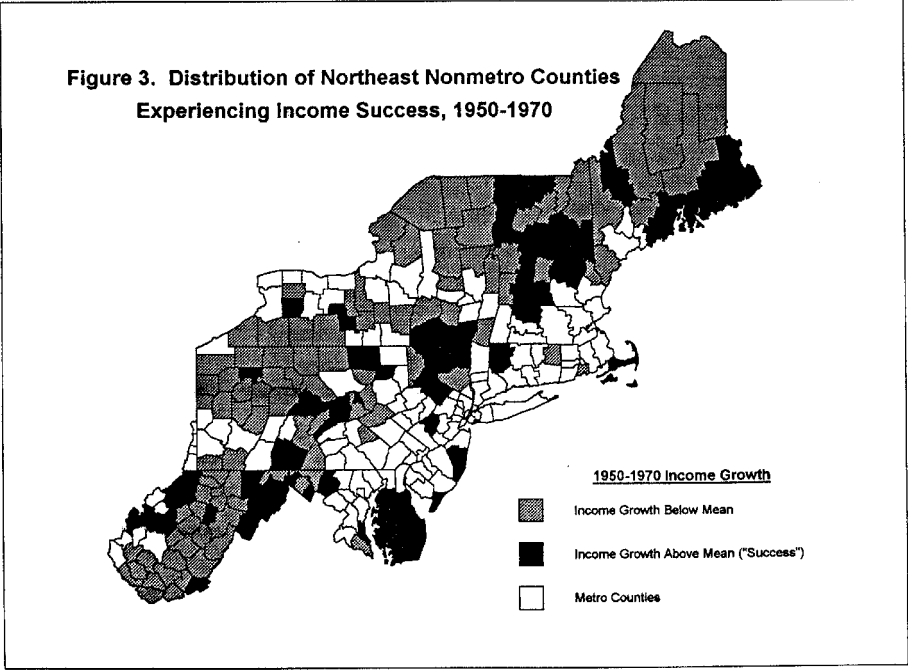 Figure 3. Distribution of Northeast Nonmetro Counties
Experiencing Income Success, 1950-1970
1950-1970 Income Growth
Income Growth Below Mean
Income Growth Above Mean ("Success")
Metro Counties